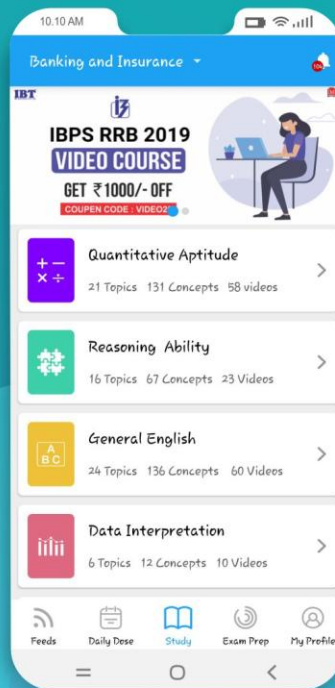 10.10 AM
Banking and Insurance
IBT
IBPS RRB 2019
VIDEO COURSE
GET ₹1000/- OFF
COUPEN CODE : VIDEO2
Quantitative Aptitude
21 Topics 131 Concepts 58 videos
Reasoning Ability
16 Topics 67 Concepts 23 Videos
A
B C
General English
24 Topics 136 Concepts 60 Videos
Data Interpretation
6 Topics 12 Concepts 10 Videos
Feeds Daily Dose Study Exam Prep My Profile